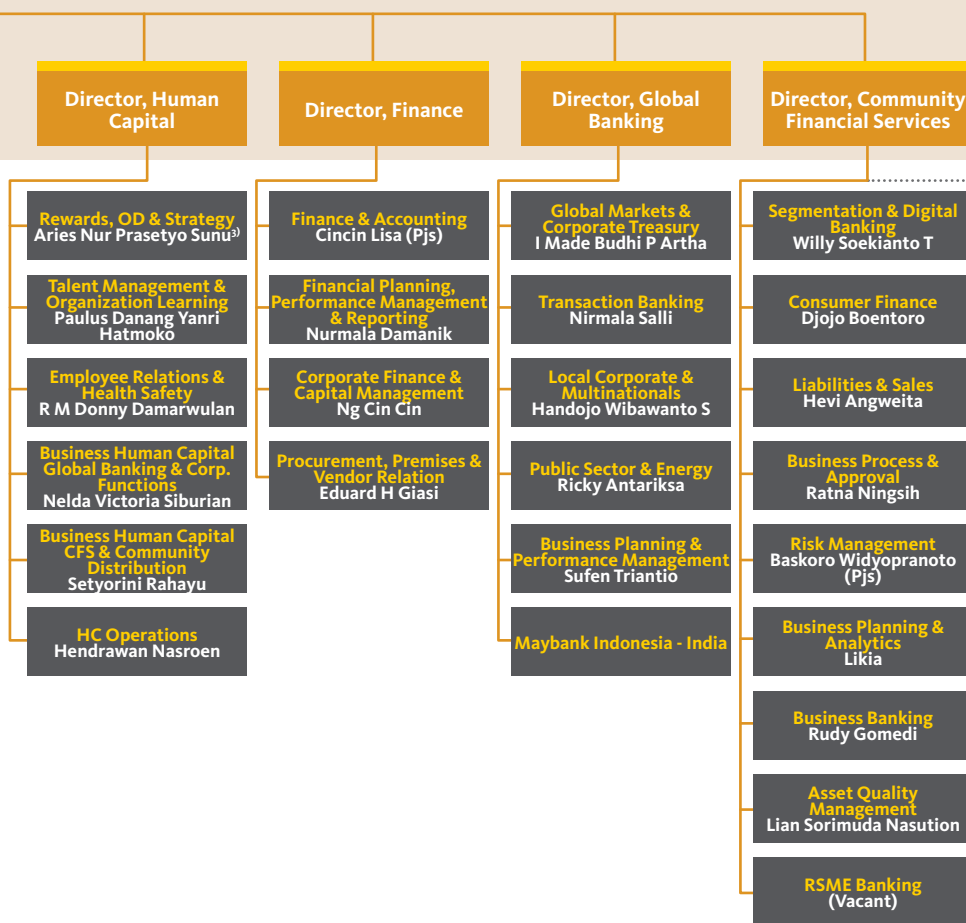 Director, Human
Capital
Director, Finance
Director, Global
Banking
Director, Community
Financial Services
Rewards, OD & Strategy
Aries Nur Prasetyo Sunu³⁾
Talent Management &
Organization Learning
Paulus Danang Yanri
Hatmoko
Employee Relations &
Health Safety
R M Donny Damarwulan
Business Human Capital
Global Banking & Corp.
Functions
Nelda Victoria Siburian
Business Human Capital
CFS & Community
Distribution
Setyorini Rahayu
HC Operations
Hendrawan Nasroen
Finance & Accounting
Cincin Lisa (Pjs)
Financial Planning,
Performance Management
& Reporting
Nurmala Damanik
Corporate Finance &
Capital Management
Ng Cin Cin
Procurement, Premises &
Vendor Relation
Eduard H Giasi
Global Markets &
Corporate Treasury
I Made Budhi P Artha
Transaction Banking
Nirmala Salli
Local Corporate &
Multinationals
Handojo Wibawanto S
Public Sector & Energy
Ricky Antariksa
Business Planning &
Performance Management
Sufen Triantio
Maybank Indonesia - India
Segmentation & Digital
Banking
Willy Soekianto T
Consumer Finance
Djojo Boentoro
Liabilities & Sales
Hevi Angweita
Business Process &
Approval
Ratna Ningsih
Risk Management
Baskoro Widyopranoto
(Pjs)
Business Planning &
Analytics
Likia
Business Banking
Rudy Gomedi
Asset Quality
Management
Lian Sorimuda Nasution
RSME Banking
(Vacant)